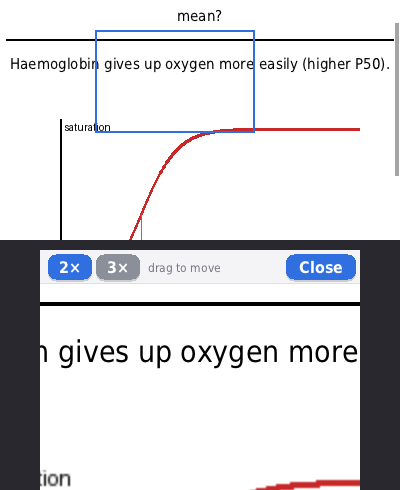 mean?
Haemoglobin gives up oxygen more easily (higher P50).
saturation
2× 3× drag to move Close
n gives up oxygen more
tion